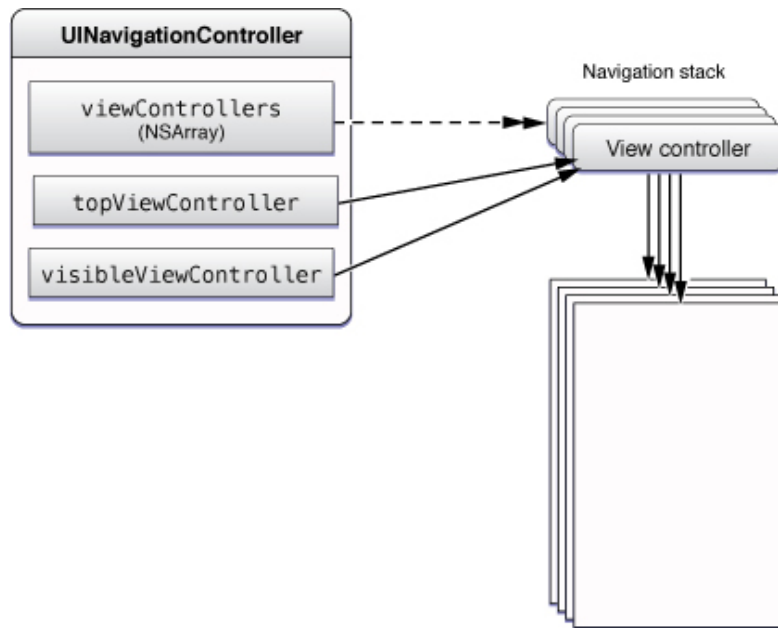 UINavigationController
viewControllers
(NSArray)
topViewController
visibleViewController
Navigation stack
View controller